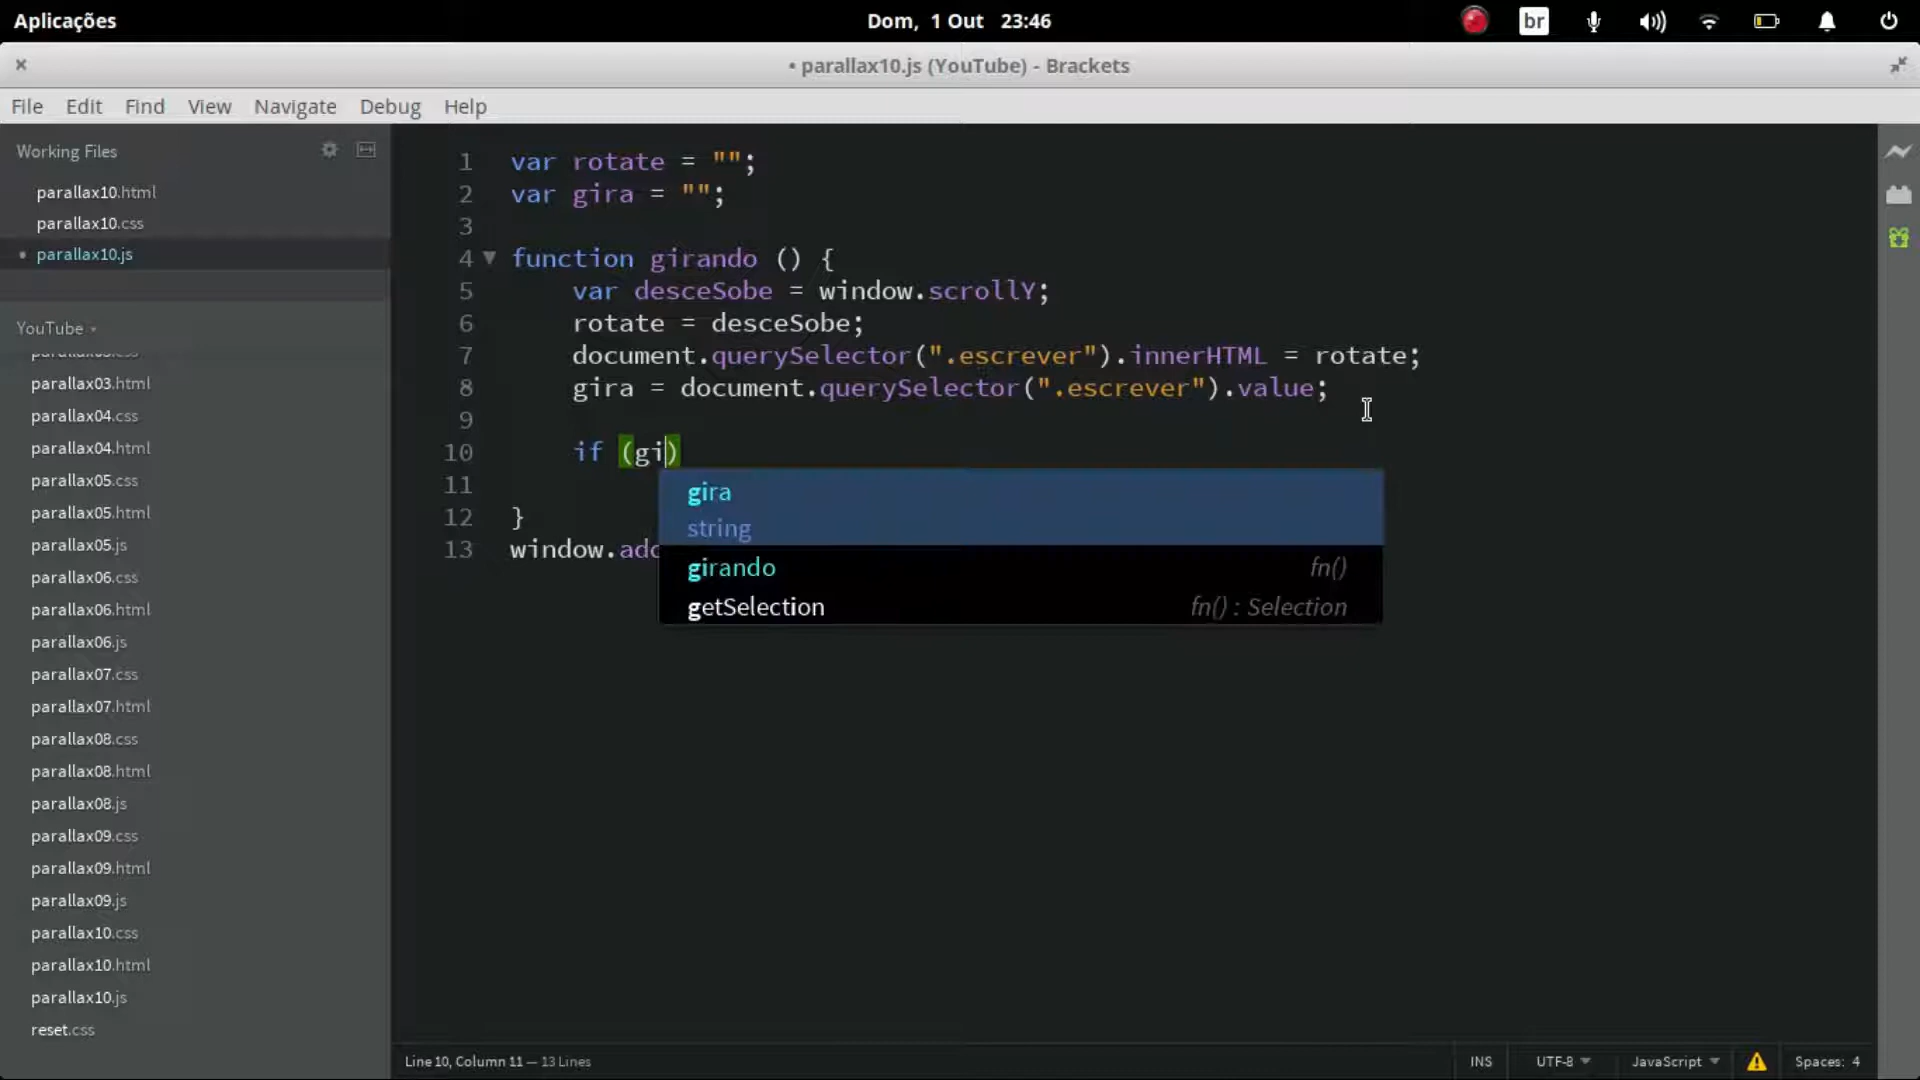 Aplicações
Dom, 1 Out 23:46
br
• parallax10.js (YouTube) - Brackets
File Edit Find View Navigate Debug Help
Working Files
parallax10.html
parallax10.css
• parallax10.js
YouTube
parallax03.html
parallax04.css
parallax04.html
parallax05.css
parallax05.html
parallax05.js
parallax06.css
parallax06.html
parallax06.js
parallax07.css
parallax07.html
parallax08.css
parallax08.html
parallax08.js
parallax09.css
parallax09.html
parallax09.js
parallax10.css
parallax10.html
parallax10.js
reset.css
1 var rotate = "";
2 var gira = "";
3
4 function girando () {
5 var desceSobe = window.scrollY;
6 rotate = desceSobe;
7 document.querySelector(".escrever").innerHTML = rotate;
8 gira = document.querySelector(".escrever").value;
9
10 if (gi)
11
12 }
13 window.add
gira
string
girando fn()
getSelection fn() : Selection
Line 10, Column 11 — 13 Lines
INS UTF-8 JavaScript Spaces: 4